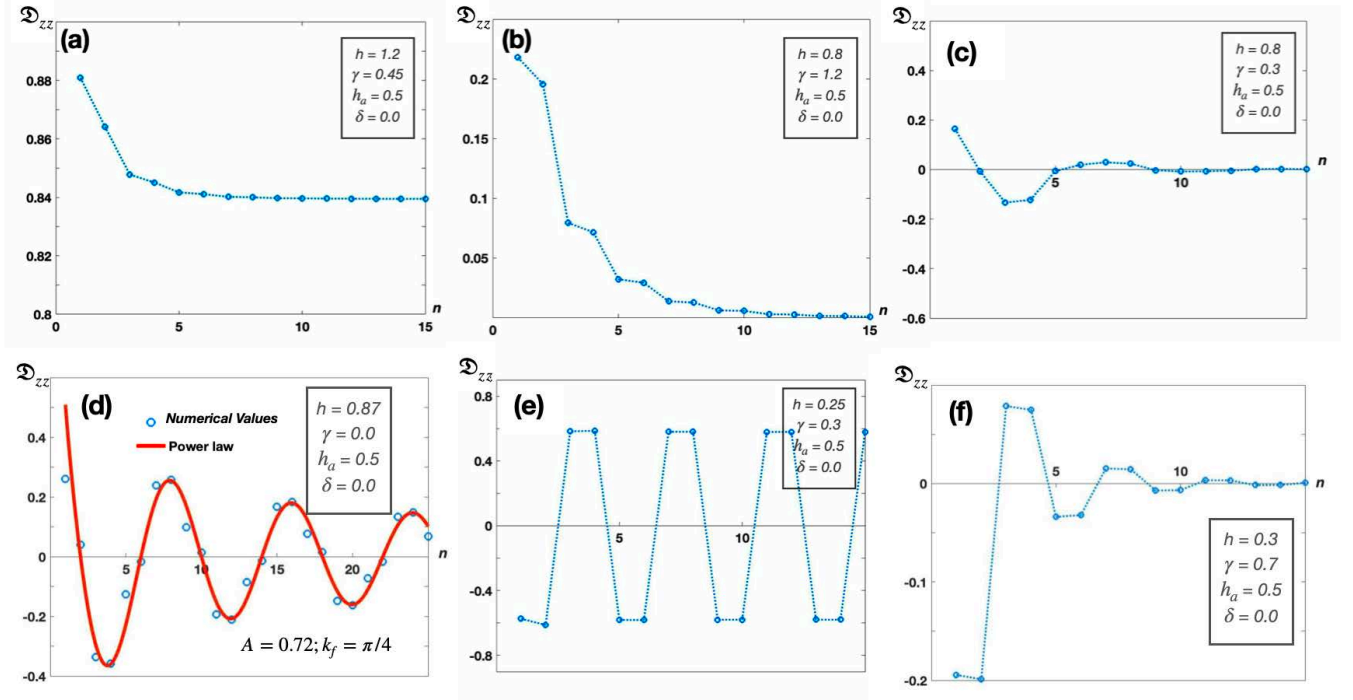 𝔇zz
(a)
h = 1.2
γ = 0.45
hₐ = 0.5
δ = 0.0
0.88
0.86
0.84
0.82
0.8
n
0
5
10
15
𝔇zz
(b)
h = 0.8
γ = 1.2
hₐ = 0.5
δ = 0.0
0.2
0.15
0.1
0.05
n
0
5
10
15
𝔇zz
(c)
h = 0.8
γ = 0.3
hₐ = 0.5
δ = 0.0
0.4
0.2
0
-0.2
-0.4
-0.6
5
10
n
𝔇zz
(d)
Numerical Values
Power law
h = 0.87
γ = 0.0
hₐ = 0.5
δ = 0.0
0.4
0.2
0
-0.2
-0.4
5
10
15
20
n
A = 0.72; k_f = π/4
𝔇zz
(e)
h = 0.25
γ = 0.3
hₐ = 0.5
δ = 0.0
0.8
0.4
0
-0.4
-0.8
5
10
𝔇zz
(f)
5
10
n
0
-0.1
-0.2
h = 0.3
γ = 0.7
hₐ = 0.5
δ = 0.0